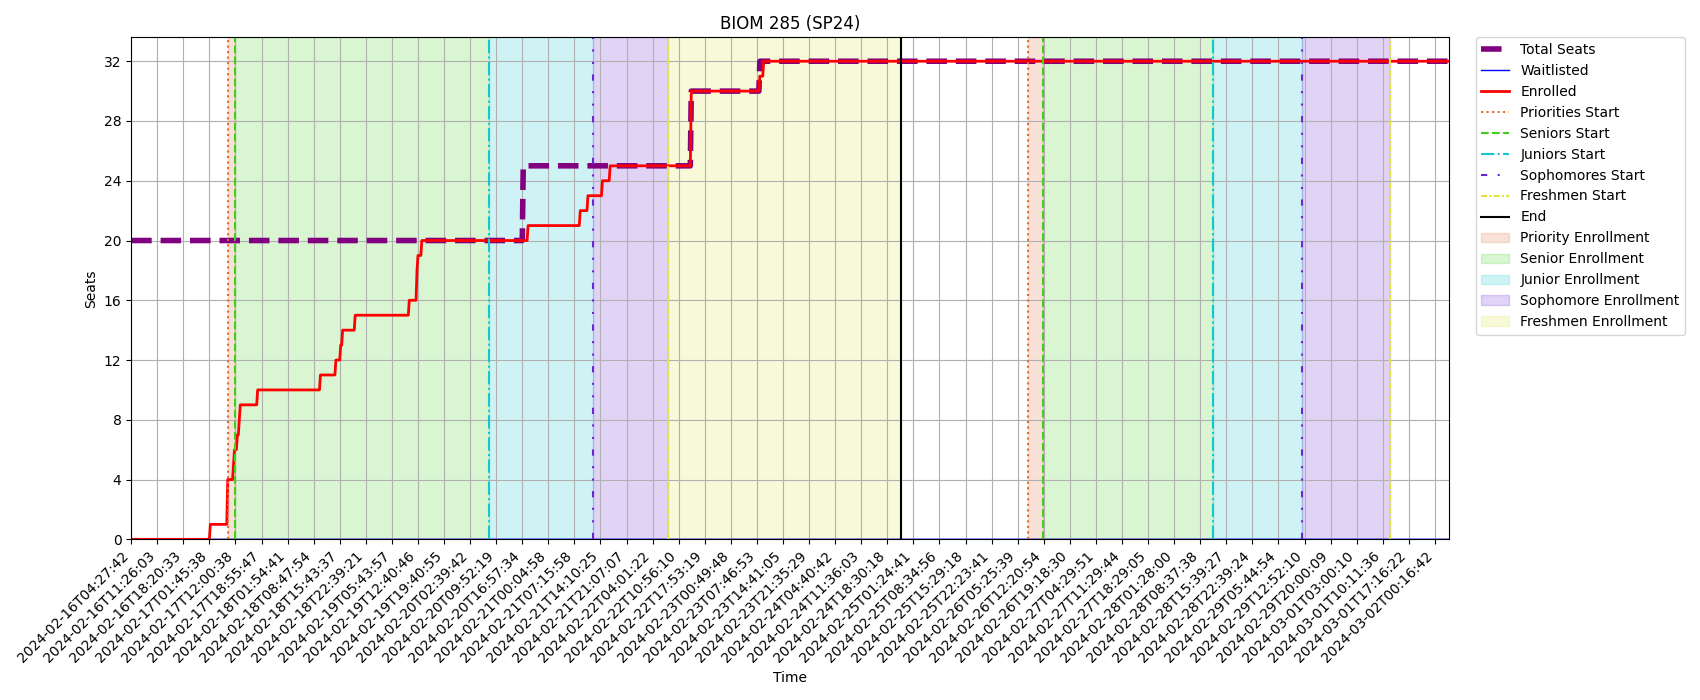 BIOM 285 (SP24)
Seats
32
28
24
20
16
12
8
4
0
2024-02-16T04:27:42
2024-02-16T11:26:03
2024-02-16T18:20:33
2024-02-17T01:45:38
2024-02-17T12:00:38
2024-02-17T18:55:47
2024-02-18T01:54:41
2024-02-18T08:47:54
2024-02-18T15:43:37
2024-02-18T22:39:21
2024-02-19T05:43:57
2024-02-19T12:40:46
2024-02-19T19:40:55
2024-02-20T02:39:42
2024-02-20T09:52:19
2024-02-20T16:57:34
2024-02-21T00:04:58
2024-02-21T07:15:58
2024-02-21T14:10:25
2024-02-21T21:07:07
2024-02-22T04:01:22
2024-02-22T10:56:10
2024-02-22T17:53:19
2024-02-23T00:49:48
2024-02-23T07:46:53
2024-02-23T14:41:05
2024-02-23T21:35:29
2024-02-24T04:40:42
2024-02-24T11:36:03
2024-02-24T18:30:18
2024-02-25T01:24:41
2024-02-25T08:34:56
2024-02-25T15:29:18
2024-02-25T22:23:41
2024-02-26T05:25:39
2024-02-26T12:20:54
2024-02-26T19:18:30
2024-02-27T04:29:51
2024-02-27T11:29:44
2024-02-27T18:29:05
2024-02-28T01:28:00
2024-02-28T08:37:38
2024-02-28T15:39:27
2024-02-28T22:39:24
2024-02-29T05:44:54
2024-02-29T12:52:10
2024-02-29T20:00:09
2024-03-01T03:00:10
2024-03-01T10:11:36
2024-03-01T17:16:22
2024-03-02T00:16:42
Time
Total Seats
Waitlisted
Enrolled
Priorities Start
Seniors Start
Juniors Start
Sophomores Start
Freshmen Start
End
Priority Enrollment
Senior Enrollment
Junior Enrollment
Sophomore Enrollment
Freshmen Enrollment